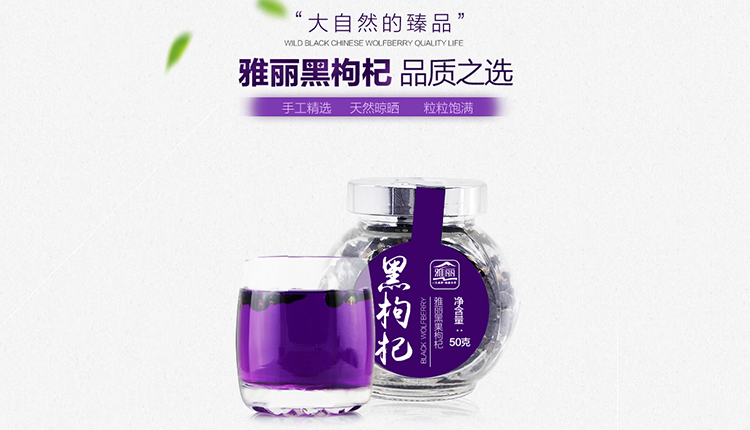 “大自然的臻品”
WILD BLACK CHINESE WOLFBERRY QUALITY LIFE
雅丽黑枸杞 品质之选
手工精选 天然晾晒 粒粒饱满
黑枸杞
BLACK WOLFBERRY
雅丽黑果枸杞
雅丽
净含量:
50克